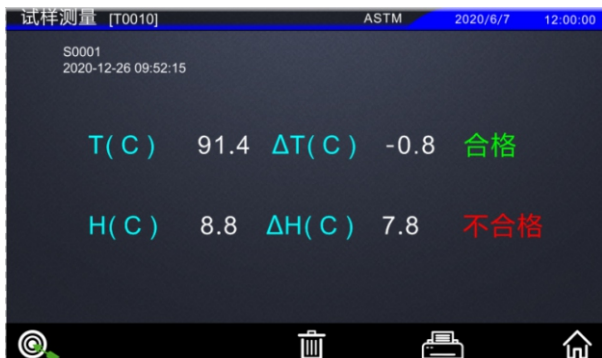 试样测量 [T0010] ASTM 2020/6/7 12:00:00
S0001
2020-12-26 09:52:15
T( C ) 91.4 ΔT( C ) -0.8 合格
H( C ) 8.8 ΔH( C ) 7.8 不合格